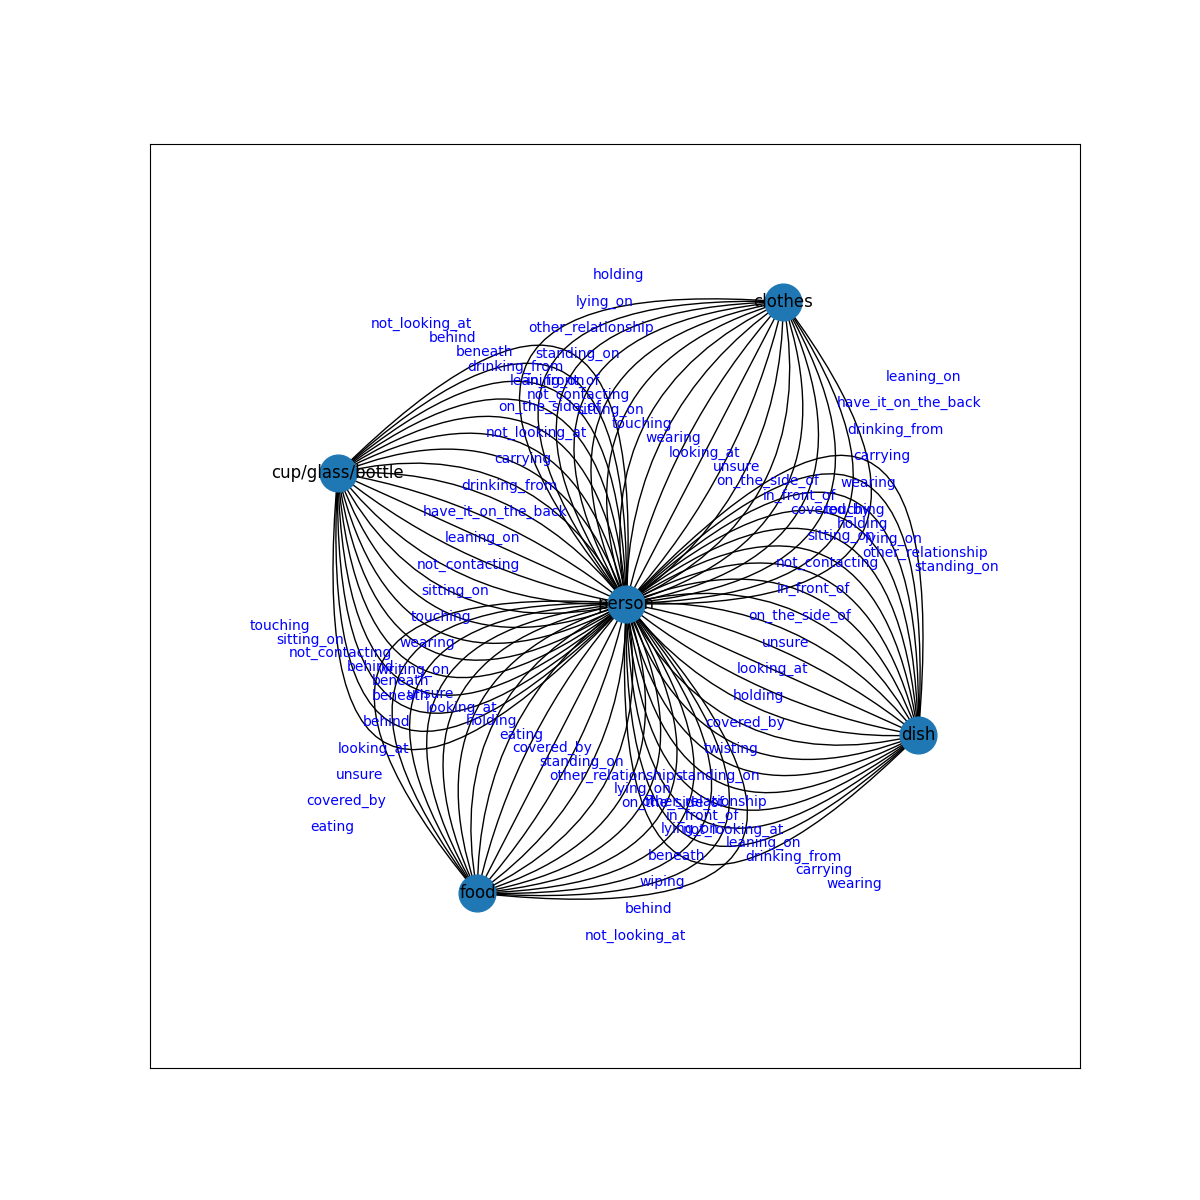 holding
lying_on
clothes
not_looking_at
other_relationship
behind
beneath
standing_on
drinking_from
leaning_on
in_front_of
leaning_on
not_contacting
have_it_on_the_back
on_the_side_of
sitting_on
touching
drinking_from
not_looking_at
wearing
looking_at
carrying
carrying
unsure
cup/glass/bottle
on_the_side_of
wearing
drinking_from
in_front_of
have_it_on_the_back
covered_by
touching
holding
leaning_on
sitting_on
lying_on
other_relationship
not_contacting
not_contacting
standing_on
sitting_on
in_front_of
person
touching
on_the_side_of
touching
sitting_on
wearing
unsure
not_contacting
behind
writing_on
looking_at
beneath
beneath
unsure
holding
looking_at
behind
holding
covered_by
eating
dish
looking_at
covered_by
twisting
standing_on
unsure
other_relationship
standing_on
lying_on
covered_by
on_the_side_of
other_relationship
in_front_of
eating
lying_on
not_looking_at
leaning_on
beneath
drinking_from
carrying
wiping
wearing
food
behind
not_looking_at